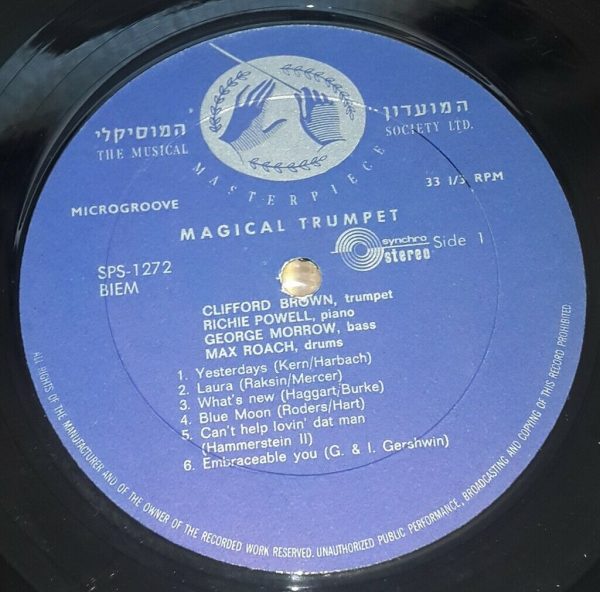 המועדון המוסיקלי
THE MUSICAL MASTERPIECE SOCIETY LTD.
MICROGROOVE
33 1/3 RPM
MAGICAL TRUMPET
SPS-1272
BIEM
synchro
stereo
Side 1
CLIFFORD BROWN, trumpet
RICHIE POWELL, piano
GEORGE MORROW, bass
MAX ROACH, drums
1. Yesterdays (Kern/Harbach)
2. Laura (Raksin/Mercer)
3. What's new (Haggart/Burke)
4. Blue Moon (Roders/Hart)
5. Can't help lovin' dat man
(Hammerstein II)
6. Embraceable you (G. & I. Gershwin)
ALL RIGHTS OF THE MANUFACTURER AND OF THE OWNER OF THE RECORDED WORK RESERVED. UNAUTHORIZED PUBLIC PERFORMANCE, BROADCASTING AND COPYING OF THIS RECORD PROHIBITED